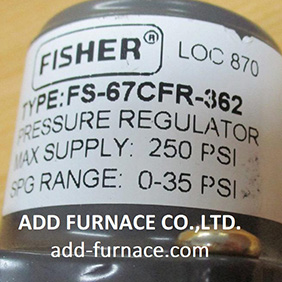 FISHER® LOC 870
TYPE:FS-67CFR-362
PRESSURE REGULATOR
MAX SUPPLY: 250 PSI
SPG RANGE: 0-35 PSI
ADD FURNACE CO.,LTD.
add-furnace.com